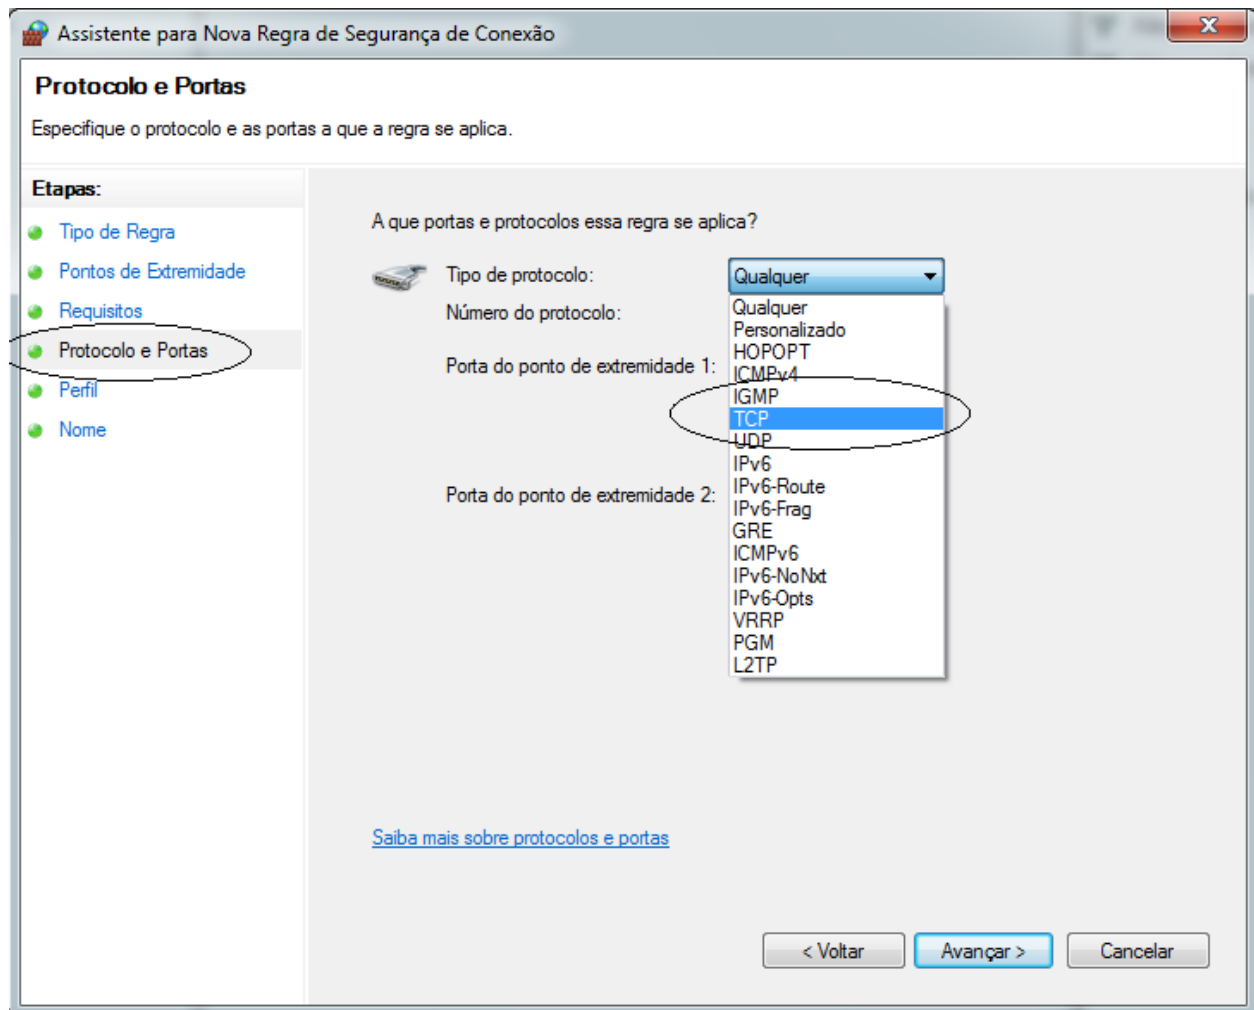 Assistente para Nova Regra de Segurança de Conexão
Protocolo e Portas
Especifique o protocolo e as portas a que a regra se aplica.
Etapas:
Tipo de Regra
Pontos de Extremidade
Requisitos
Protocolo e Portas
Perfil
Nome
A que portas e protocolos essa regra se aplica?
Tipo de protocolo: Qualquer
Número do protocolo:
Porta do ponto de extremidade 1:
Porta do ponto de extremidade 2:
Qualquer
Personalizado
HOPOPT
ICMPv4
IGMP
TCP
UDP
IPv6
IPv6-Route
IPv6-Frag
GRE
ICMPv6
IPv6-NoNxt
IPv6-Opts
VRRP
PGM
L2TP
Saiba mais sobre protocolos e portas
< Voltar Avançar > Cancelar